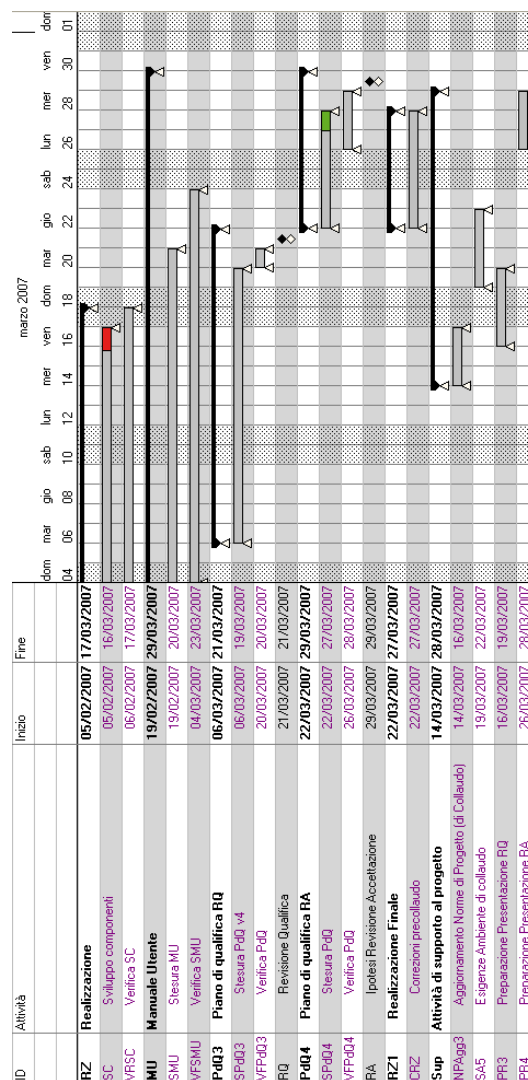 ID Attività Inizio Fine marzo 2007
dom mar gio sab lun mer ven dom mar gio sab lun mer ven dom
04 06 08 10 12 14 16 18 20 22 24 26 28 30 01
RZ Realizzazione 05/02/2007 17/03/2007
SC Sviluppo componenti 05/02/2007 16/03/2007
VRSC Verifica SC 06/02/2007 17/03/2007
MU Manuale Utente 19/02/2007 29/03/2007
SMU Stesura MU 19/02/2007 20/03/2007
VFSMU Verifica SMU 04/03/2007 23/03/2007
PdQ3 Piano di qualifica RQ 06/03/2007 21/03/2007
SPdQ3 Stesura PdQ v4 06/03/2007 19/03/2007
VFPdQ3 Verifica PdQ 20/03/2007 20/03/2007
RQ Revisione Qualifica 21/03/2007 21/03/2007
PdQ4 Piano di qualifica RA 22/03/2007 29/03/2007
SPdQ4 Stesura PdQ 22/03/2007 27/03/2007
VFPdQ4 Verifica PdQ 26/03/2007 28/03/2007
RA Ipotesi Revisione Accettazione 29/03/2007 29/03/2007
RZ1 Realizzazione Finale 22/03/2007 27/03/2007
CRZ Correzioni precollaudo 22/03/2007 27/03/2007
Sup Attività di supporto al progetto 14/03/2007 28/03/2007
NPAgg3 Aggiornamento Norme di Progetto (di Collaudo) 14/03/2007 16/03/2007
SA5 Esigenze Ambiente di collaudo 19/03/2007 22/03/2007
PR3 Preparazione Presentazione RQ 16/03/2007 19/03/2007
PR4 Preparazione Presentazione RA 26/03/2007 28/03/2007